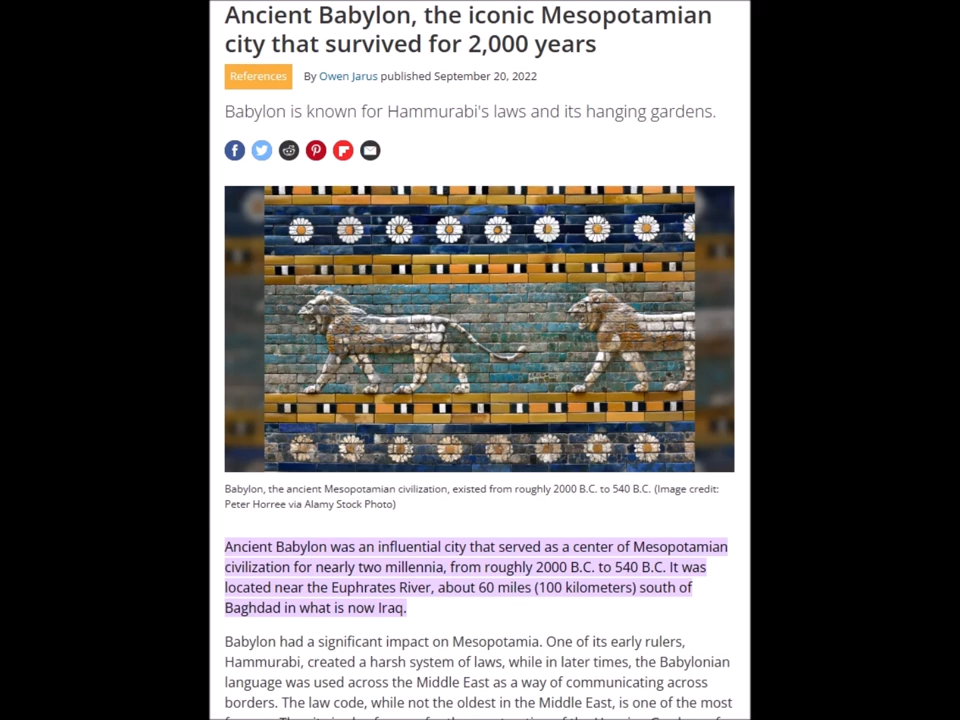 Ancient Babylon, the iconic Mesopotamian
city that survived for 2,000 years
References By Owen Jarus published September 20, 2022
Babylon is known for Hammurabi's laws and its hanging gardens.
Babylon, the ancient Mesopotamian civilization, existed from roughly 2000 B.C. to 540 B.C. (Image credit:
Peter Horree via Alamy Stock Photo)
Ancient Babylon was an influential city that served as a center of Mesopotamian
civilization for nearly two millennia, from roughly 2000 B.C. to 540 B.C. It was
located near the Euphrates River, about 60 miles (100 kilometers) south of
Baghdad in what is now Iraq.
Babylon had a significant impact on Mesopotamia. One of its early rulers,
Hammurabi, created a harsh system of laws, while in later times, the Babylonian
language was used across the Middle East as a way of communicating across
borders. The law code, while not the oldest in the Middle East, is one of the most